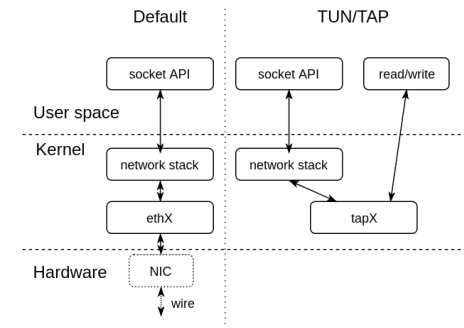 Default
TUN/TAP
socket API
socket API
read/write
User space
Kernel
network stack
network stack
ethX
tapX
Hardware
NIC
wire